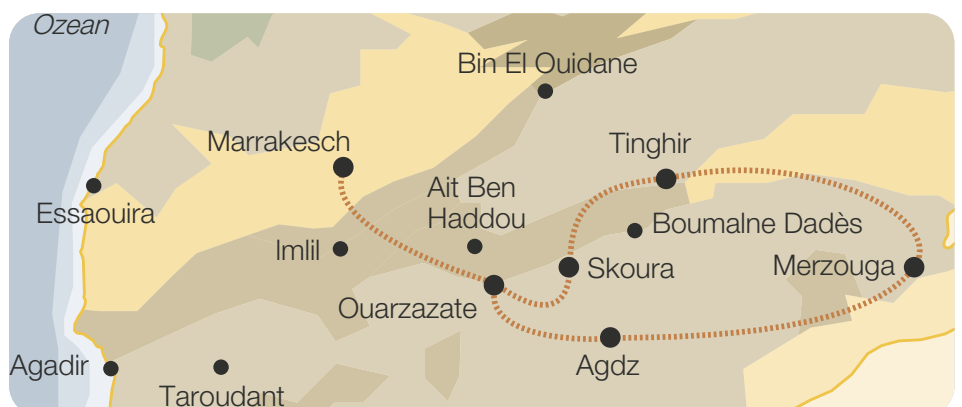 Ozean
Bin El Ouidane
Marrakesch
Tinghir
Ait Ben
Haddou
Essaouira
Boumalne Dadès
Imlil
Skoura
Merzouga
Ouarzazate
Agadir
Agdz
Taroudant